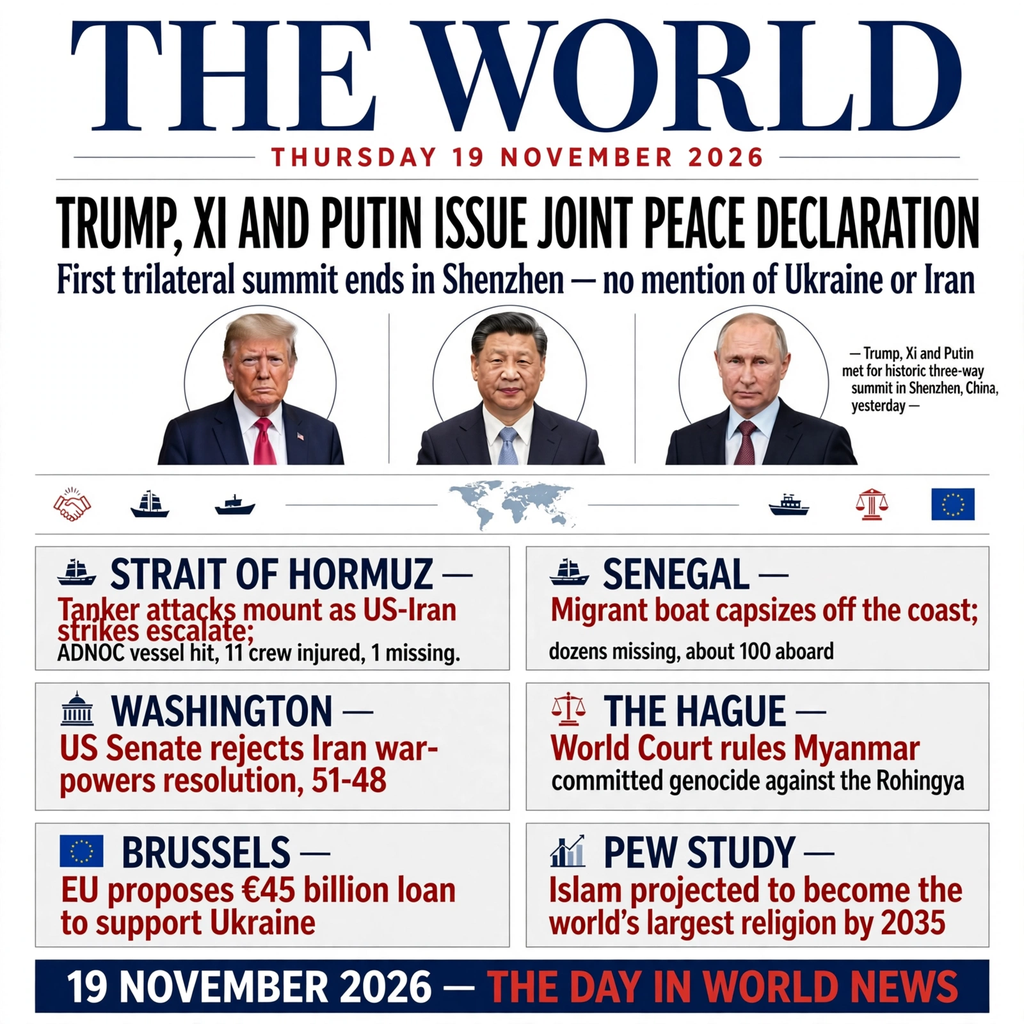 THE WORLD
THURSDAY 19 NOVEMBER 2026
TRUMP, XI AND PUTIN ISSUE JOINT PEACE DECLARATION
First trilateral summit ends in Shenzhen — no mention of Ukraine or Iran
— Trump, Xi and Putin
met for historic three-way
summit in Shenzhen, China,
yesterday —
STRAIT OF HORMUZ —
Tanker attacks mount as US-Iran
strikes escalate;
ADNOC vessel hit, 11 crew injured, 1 missing.
SENEGAL —
Migrant boat capsizes off the coast;
dozens missing, about 100 aboard
WASHINGTON —
US Senate rejects Iran war-
powers resolution, 51-48
THE HAGUE —
World Court rules Myanmar
committed genocide against the Rohingya
BRUSSELS —
EU proposes €45 billion loan
to support Ukraine
PEW STUDY —
Islam projected to become the
world's largest religion by 2035
19 NOVEMBER 2026 — THE DAY IN WORLD NEWS